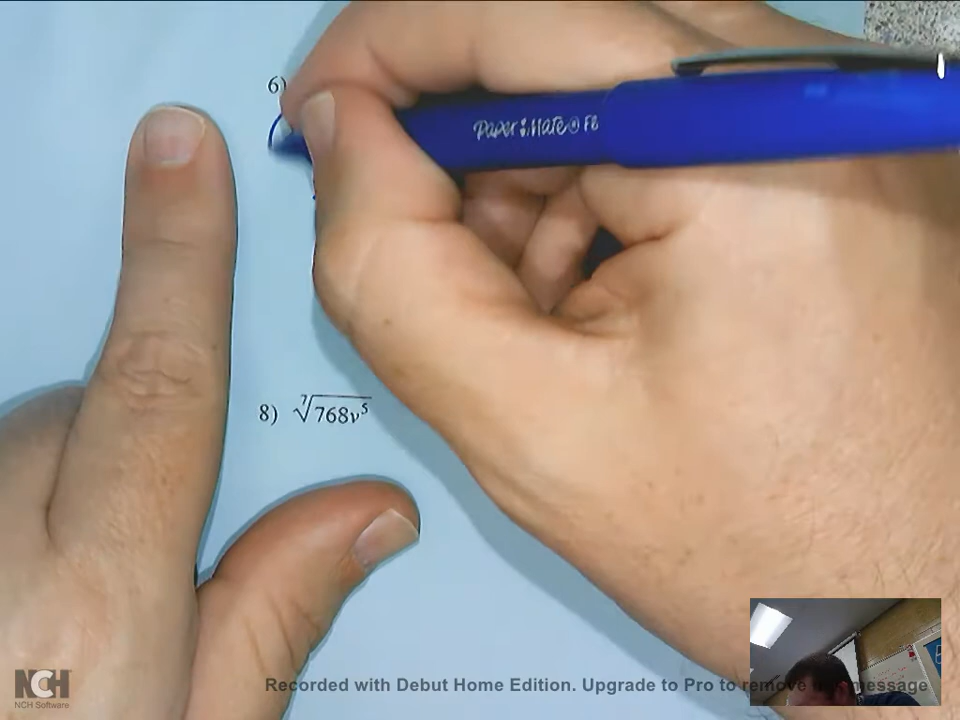 6)
Paper:Mate® F
8) ⁷√768v⁵
NCH
NCH Software
Recorded with Debut Home Edition. Upgrade to Pro to remove message